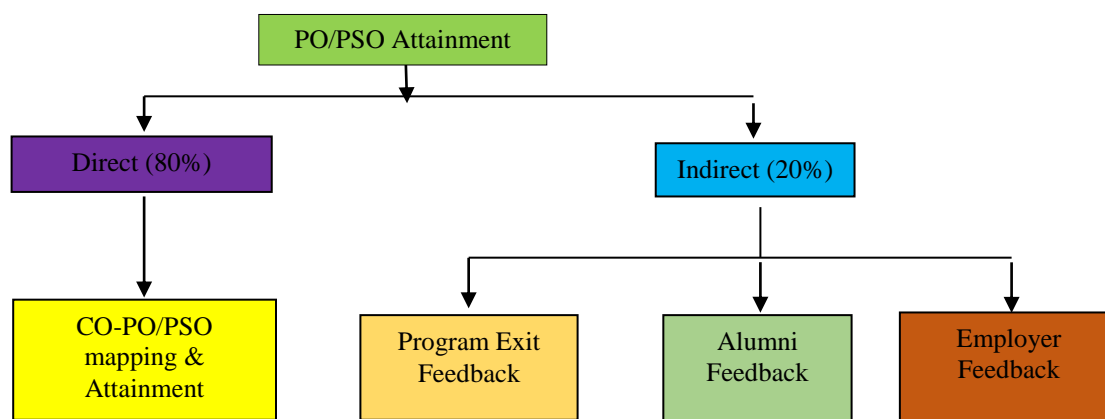 PO/PSO Attainment
Direct (80%)
Indirect (20%)
CO-PO/PSO
mapping &
Attainment
Program Exit
Feedback
Alumni
Feedback
Employer
Feedback